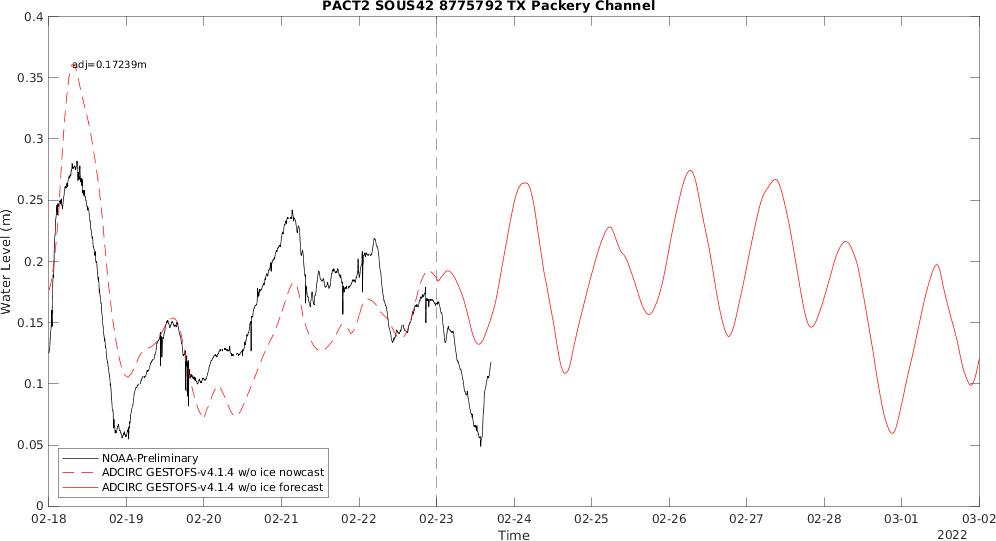 PACT2 SOUS42 8775792 TX Packery Channel
0.4
0.35
0.3
0.25
0.2
0.15
0.1
0.05
0
Water Level (m)
adj=0.17239m
NOAA-Preliminary
ADCIRC GESTOFS-v4.1.4 w/o ice nowcast
ADCIRC GESTOFS-v4.1.4 w/o ice forecast
02-18 02-19 02-20 02-21 02-22 02-23 02-24 02-25 02-26 02-27 02-28 03-01 03-02
Time
2022